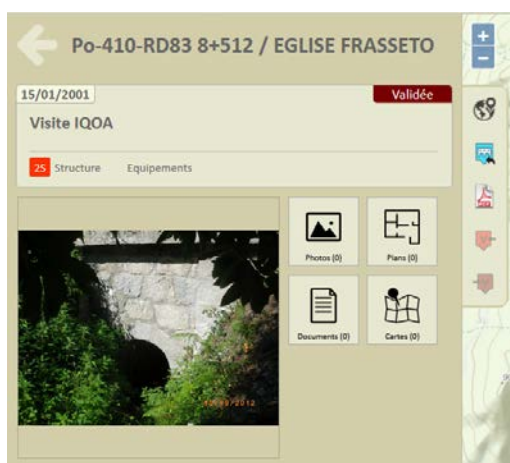 Po-410-RD83 8+512 / EGLISE FRASSETO
15/01/2001
Validée
Visite IQOA
2S Structure Equipements
Photos (0)
Plans (0)
Documents (0)
Cartes (0)